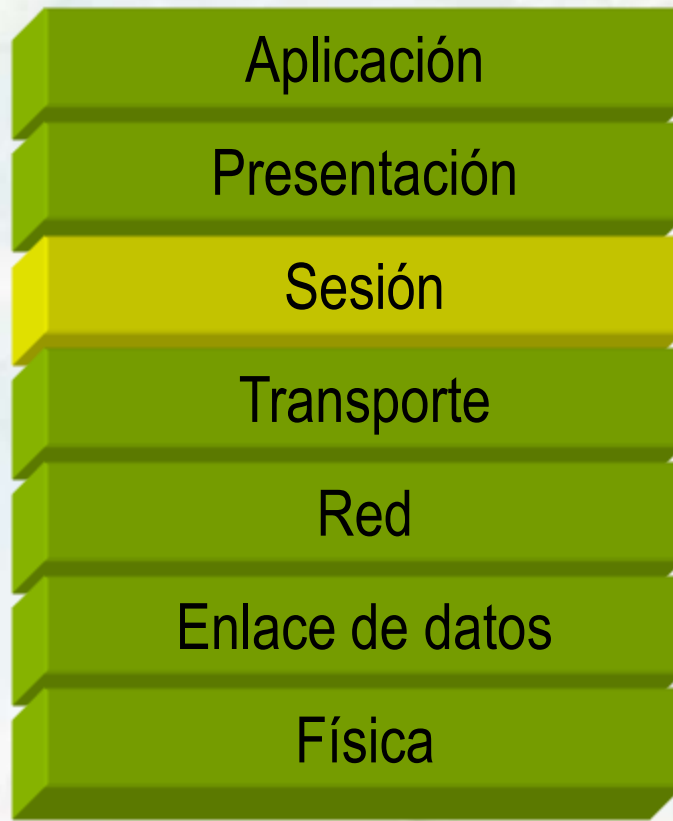 Aplicación
Presentación
Sesión
Transporte
Red
Enlace de datos
Física